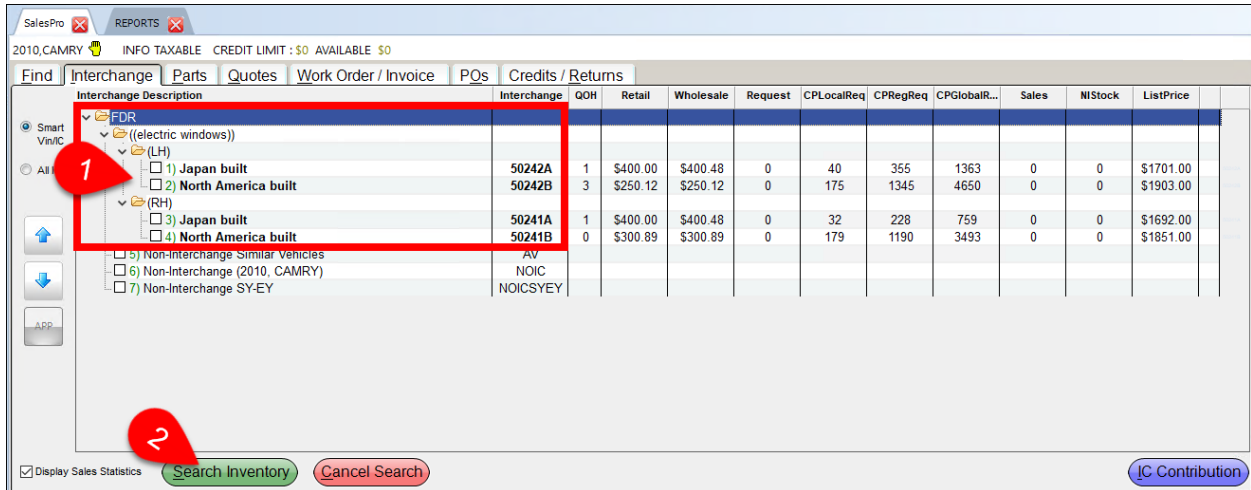 SalesPro REPORTS
2010,CAMRY INFO TAXABLE CREDIT LIMIT : $0 AVAILABLE $0
Find Interchange Parts Quotes Work Order / Invoice POs Credits / Returns
Interchange Description Interchange QOH Retail Wholesale Request CPLocalReq CPRegReq CPGlobalR... Sales NIStock ListPrice
FDR
Smart
Vin/IC
((electric windows))
(LH)
All
1
1) Japan built 50242A 1 $400.00 $400.48 0 40 355 1363 0 0 $1701.00
2) North America built 50242B 3 $250.12 $250.12 0 175 1345 4650 0 0 $1903.00
(RH)
3) Japan built 50241A 1 $400.00 $400.48 0 32 228 759 0 0 $1692.00
4) North America built 50241B 0 $300.89 $300.89 0 179 1190 3493 0 0 $1851.00
5) Non-Interchange Similar Vehicles AV
6) Non-Interchange (2010, CAMRY) NOIC
7) Non-Interchange SY-EY NOICSYEY
APP
2
Display Sales Statistics Search Inventory Cancel Search IC Contribution